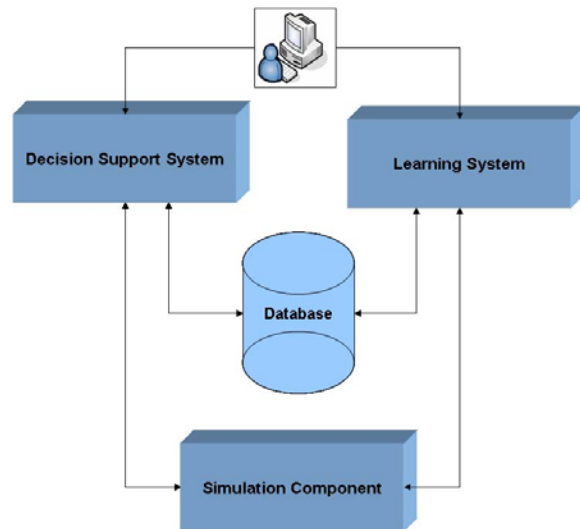 Decision Support System
Learning System
Database
Simulation Component